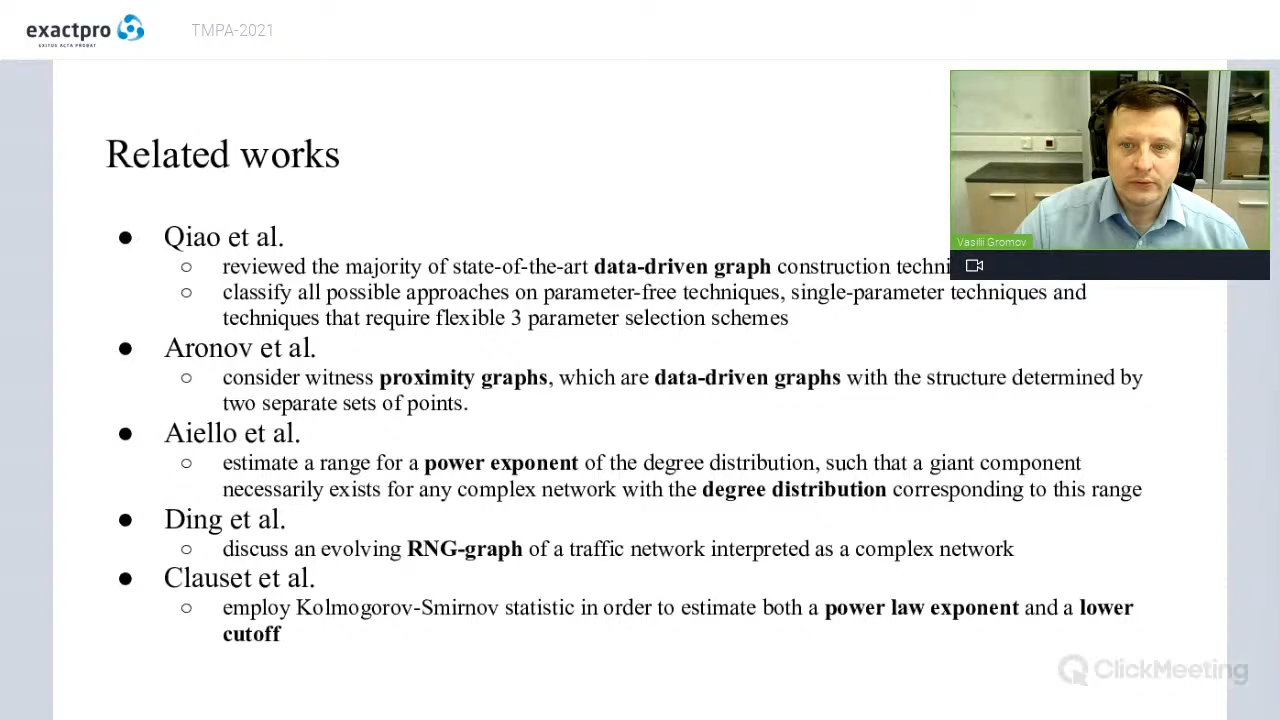 exactpro
EXITUS ACTA PROBAT
TMPA-2021
Related works
● Qiao et al.
○ reviewed the majority of state-of-the-art data-driven graph construction
○ classify all possible approaches on parameter-free techniques, single-parameter techniques and
techniques that require flexible 3 parameter selection schemes
● Aronov et al.
○ consider witness proximity graphs, which are data-driven graphs with the structure determined by
two separate sets of points.
● Aiello et al.
○ estimate a range for a power exponent of the degree distribution, such that a giant component
necessarily exists for any complex network with the degree distribution corresponding to this range
● Ding et al.
○ discuss an evolving RNG-graph of a traffic network interpreted as a complex network
● Clauset et al.
○ employ Kolmogorov-Smirnov statistic in order to estimate both a power law exponent and a lower
cutoff
Vasilii Gromov
ClickMeeting